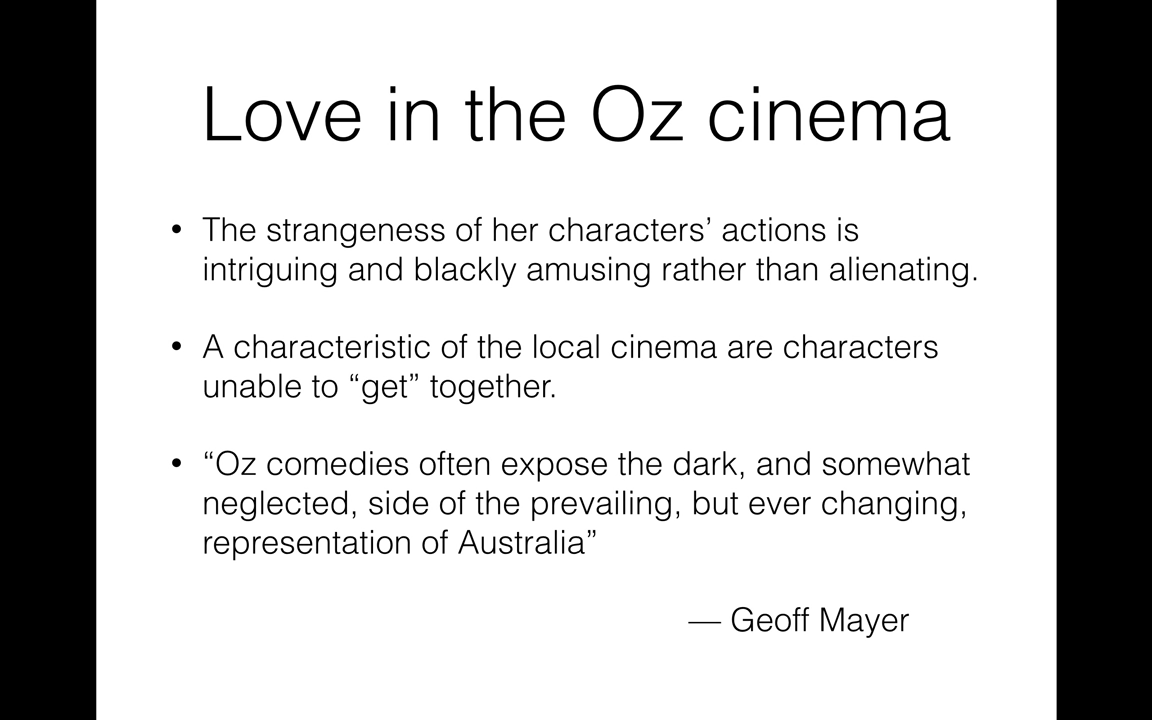 Love in the Oz cinema
• The strangeness of her characters’ actions is
intriguing and blackly amusing rather than alienating.
• A characteristic of the local cinema are characters
unable to “get” together.
• “Oz comedies often expose the dark, and somewhat
neglected, side of the prevailing, but ever changing,
representation of Australia”
— Geoff Mayer